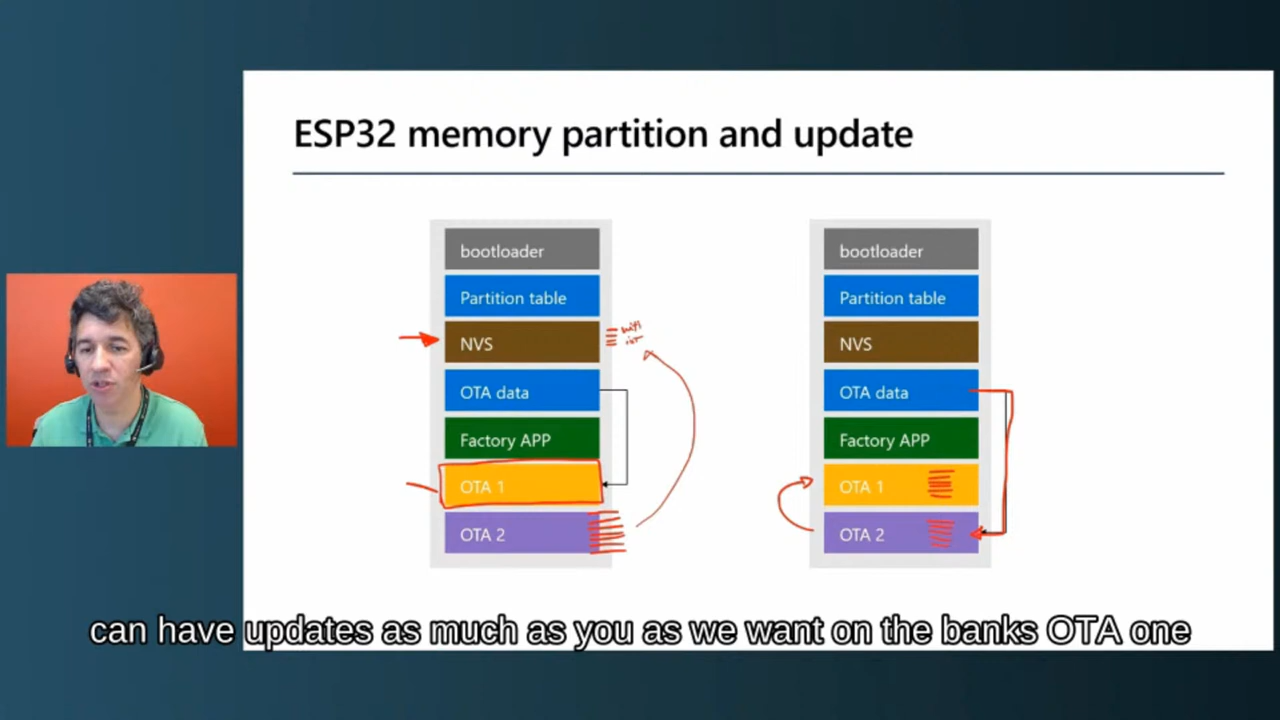 ESP32 memory partition and update
bootloader
Partition table
NVS
wifi
OTA data
Factory APP
OTA 1
OTA 2
bootloader
Partition table
NVS
OTA data
Factory APP
OTA 1
OTA 2
can have updates as much as you as we want on the banks OTA one